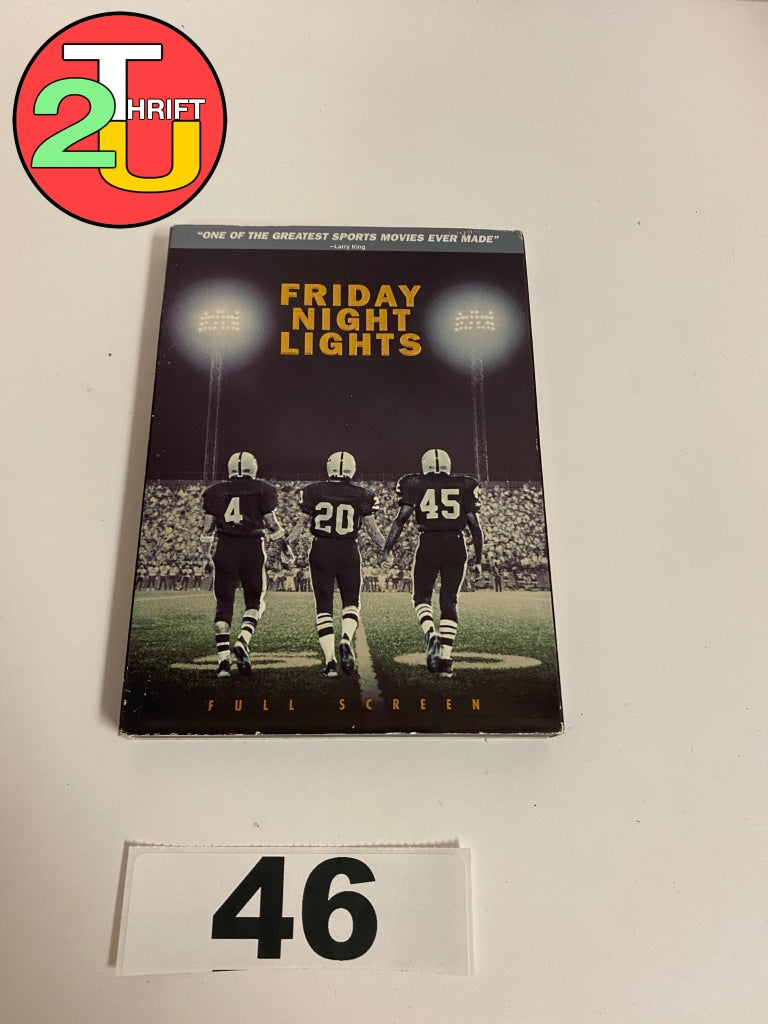 T
2 HRIFT
U
"ONE OF THE GREATEST SPORTS MOVIES EVER MADE"
–Larry King
FRIDAY
NIGHT
LIGHTS
4 20 45
FULL SCREEN
46